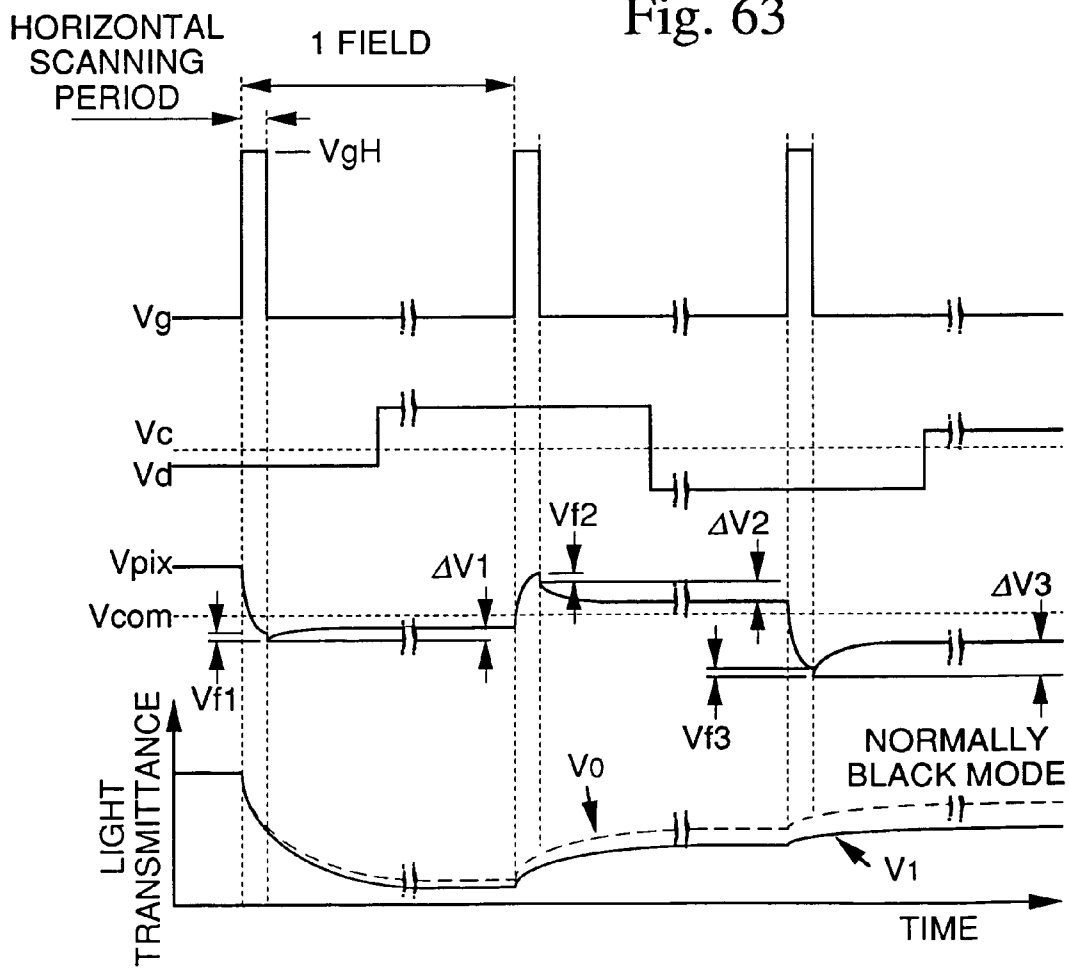 Fig. 63
HORIZONTAL
SCANNING
PERIOD
1 FIELD
VgH
Vg
Vc
Vd
Vf2
ΔV2
Vpix
ΔV1
ΔV3
Vcom
Vf1
Vf3
NORMALLY
BLACK MODE
V0
V1
LIGHT
TRANSMITTANCE
TIME